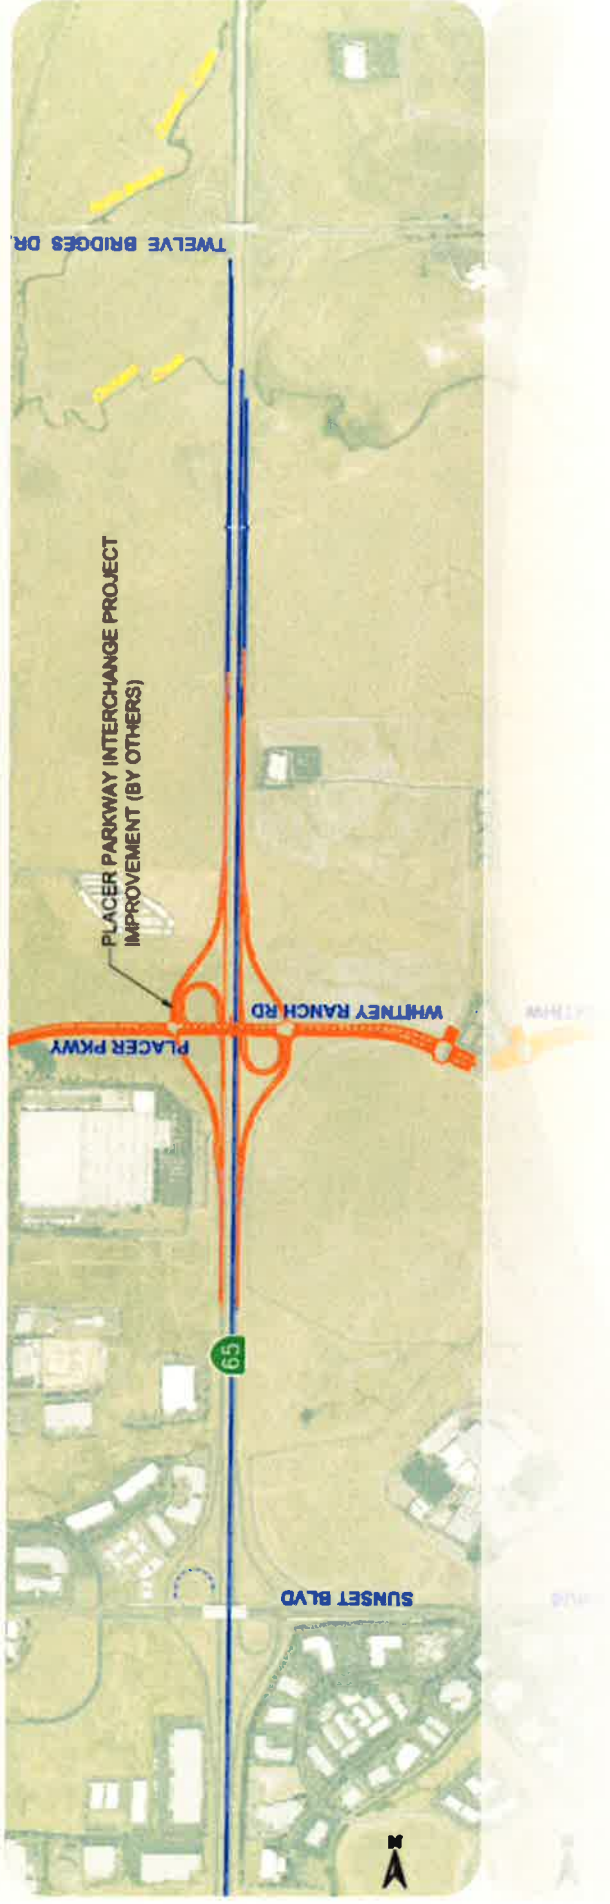 TWELVE BRIDGES DR.
PLACER PARKWAY INTERCHANGE PROJECT
IMPROVEMENT (BY OTHERS)
WHITNEY RANCH RD
PLACER PKWY
65
SUNSET BLVD
N